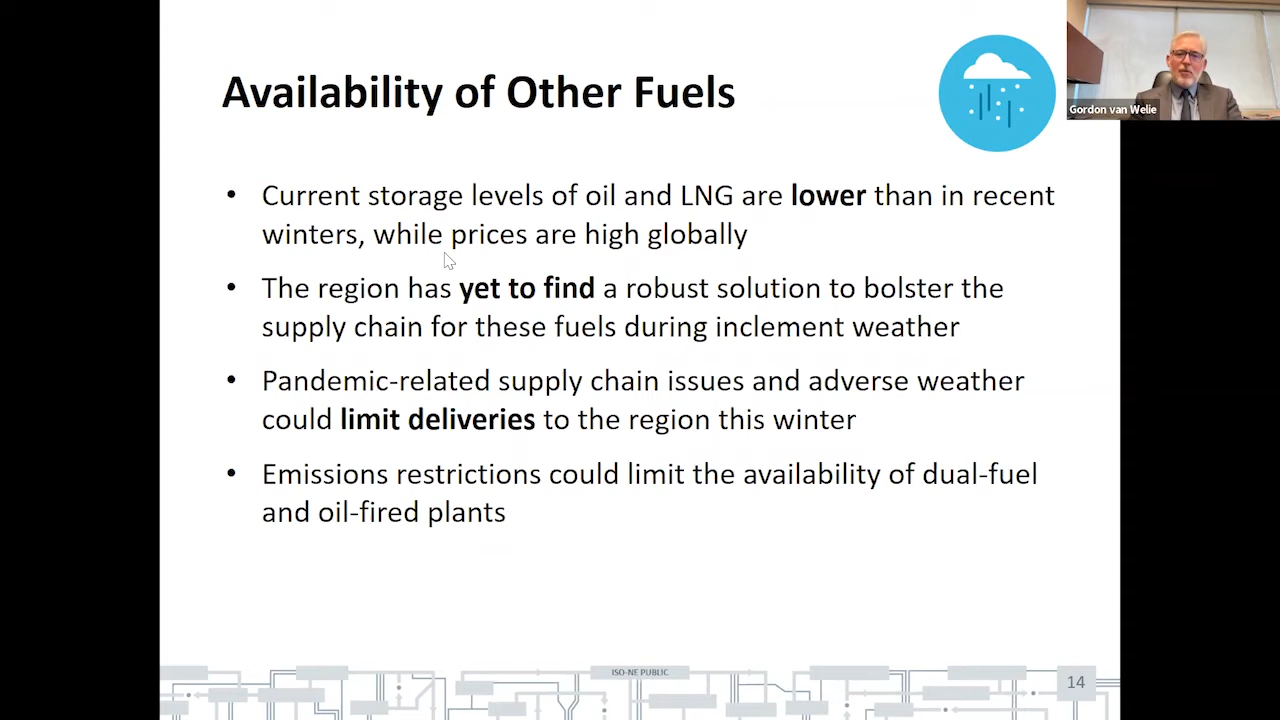 Availability of Other Fuels
Gordon van Welie
• Current storage levels of oil and LNG are lower than in recent
winters, while prices are high globally
• The region has yet to find a robust solution to bolster the
supply chain for these fuels during inclement weather
• Pandemic-related supply chain issues and adverse weather
could limit deliveries to the region this winter
• Emissions restrictions could limit the availability of dual-fuel
and oil-fired plants
ISO-NE PUBLIC
14